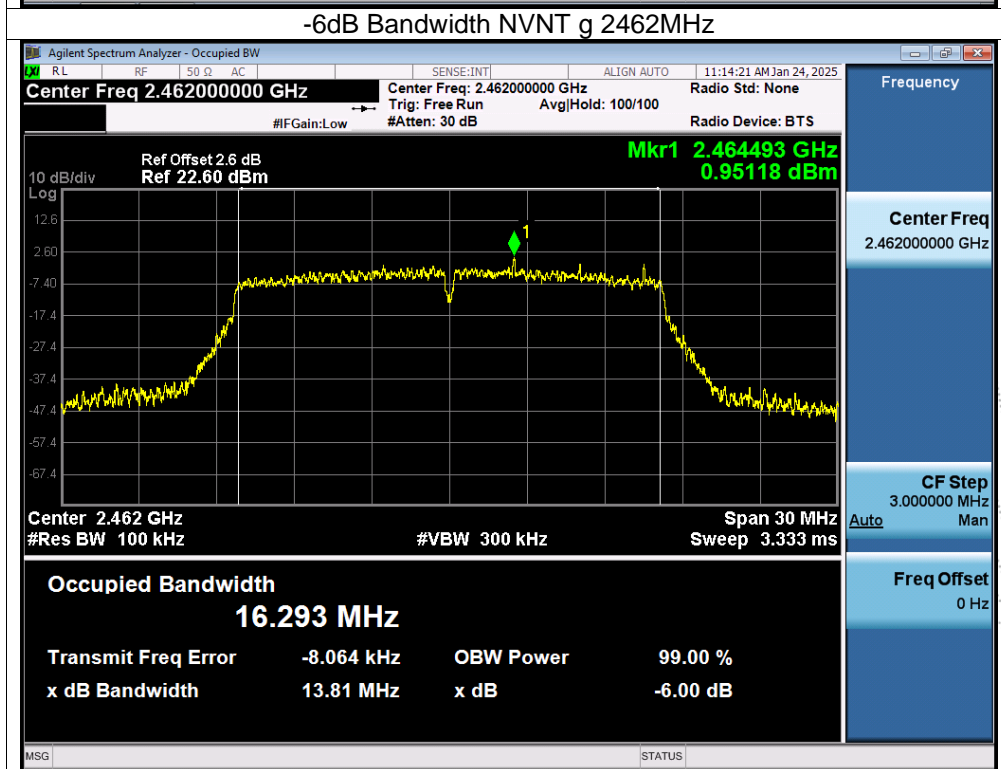 -6dB Bandwidth NVNT g 2462MHz
Agilent Spectrum Analyzer - Occupied BW
LXI RL RF 50 Ω AC SENSE:INT ALIGN AUTO 11:14:21 AM Jan 24, 2025
Center Freq 2.462000000 GHz
Center Freq: 2.462000000 GHz Radio Std: None
Trig: Free Run Avg|Hold: 100/100
#IFGain:Low #Atten: 30 dB Radio Device: BTS
Frequency
Mkr1 2.464493 GHz
0.95118 dBm
Ref Offset 2.6 dB
10 dB/div Ref 22.60 dBm
Log
12.6
2.60
-7.40
-17.4
-27.4
-37.4
-47.4
-57.4
-67.4
1
Center 2.462 GHz Span 30 MHz
#Res BW 100 kHz #VBW 300 kHz Sweep 3.333 ms
Center Freq
2.462000000 GHz
CF Step
3.000000 MHz
Auto Man
Freq Offset
0 Hz
Occupied Bandwidth
16.293 MHz
Transmit Freq Error -8.064 kHz OBW Power 99.00 %
x dB Bandwidth 13.81 MHz x dB -6.00 dB
MSG STATUS